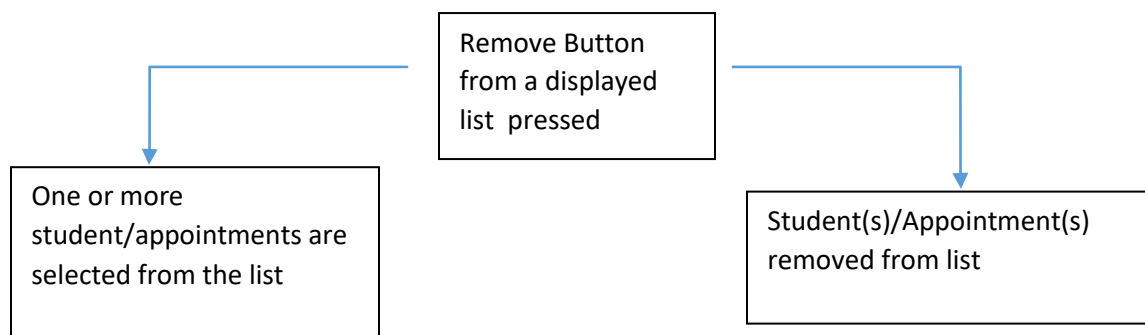 Remove Button
from a displayed
list pressed
One or more
student/appointments are
selected from the list
Student(s)/Appointment(s)
removed from list